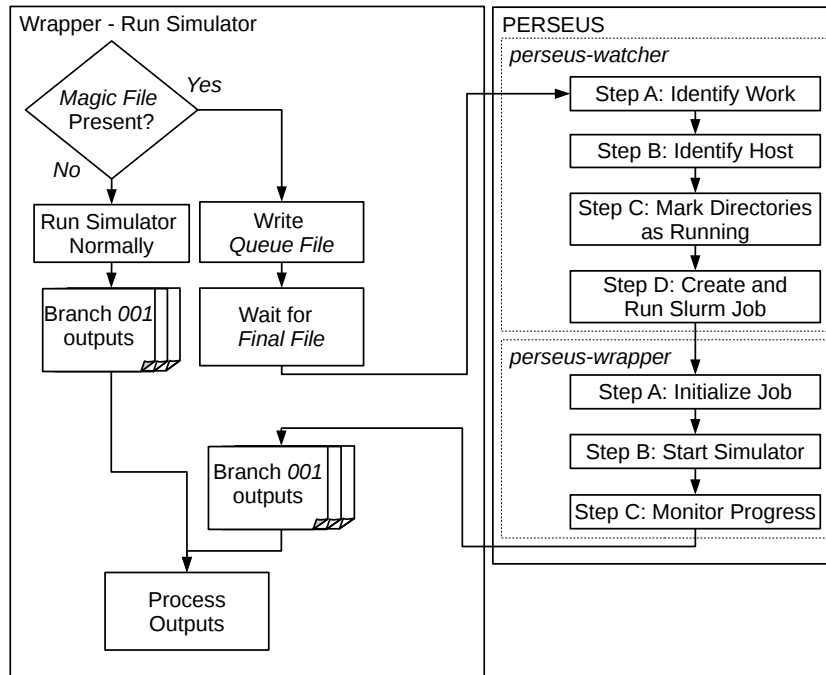 Wrapper - Run Simulator
Magic File
Present?
Yes
No
Run Simulator
Normally
Write
Queue File
Branch 001
outputs
Wait for
Final File
Branch 001
outputs
Process
Outputs
PERSEUS
perseus-watcher
Step A: Identify Work
Step B: Identify Host
Step C: Mark Directories
as Running
Step D: Create and
Run Slurm Job
perseus-wrapper
Step A: Initialize Job
Step B: Start Simulator
Step C: Monitor Progress